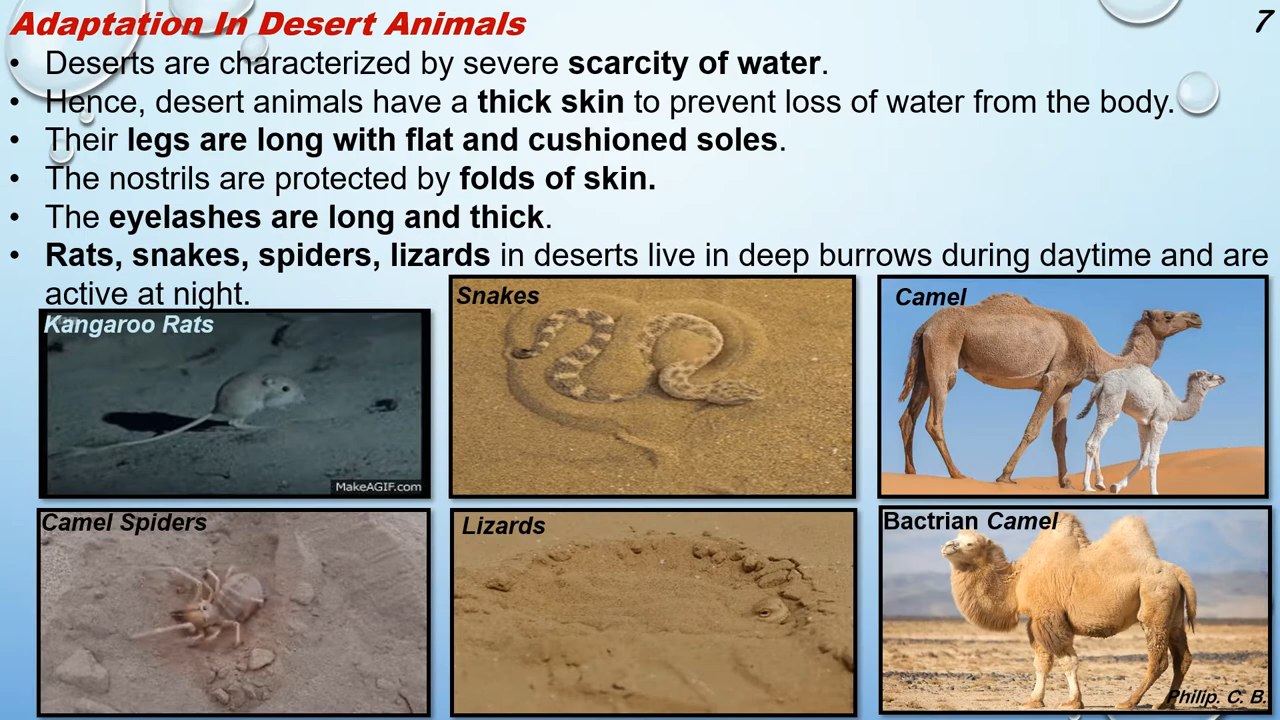 Adaptation In Desert Animals
7
• Deserts are characterized by severe scarcity of water.
• Hence, desert animals have a thick skin to prevent loss of water from the body.
• Their legs are long with flat and cushioned soles.
• The nostrils are protected by folds of skin.
• The eyelashes are long and thick.
• Rats, snakes, spiders, lizards in deserts live in deep burrows during daytime and are
active at night.
Kangaroo Rats
MakeAGIF.com
Snakes
Camel
Camel Spiders
Lizards
Bactrian Camel
Philip. C. B.